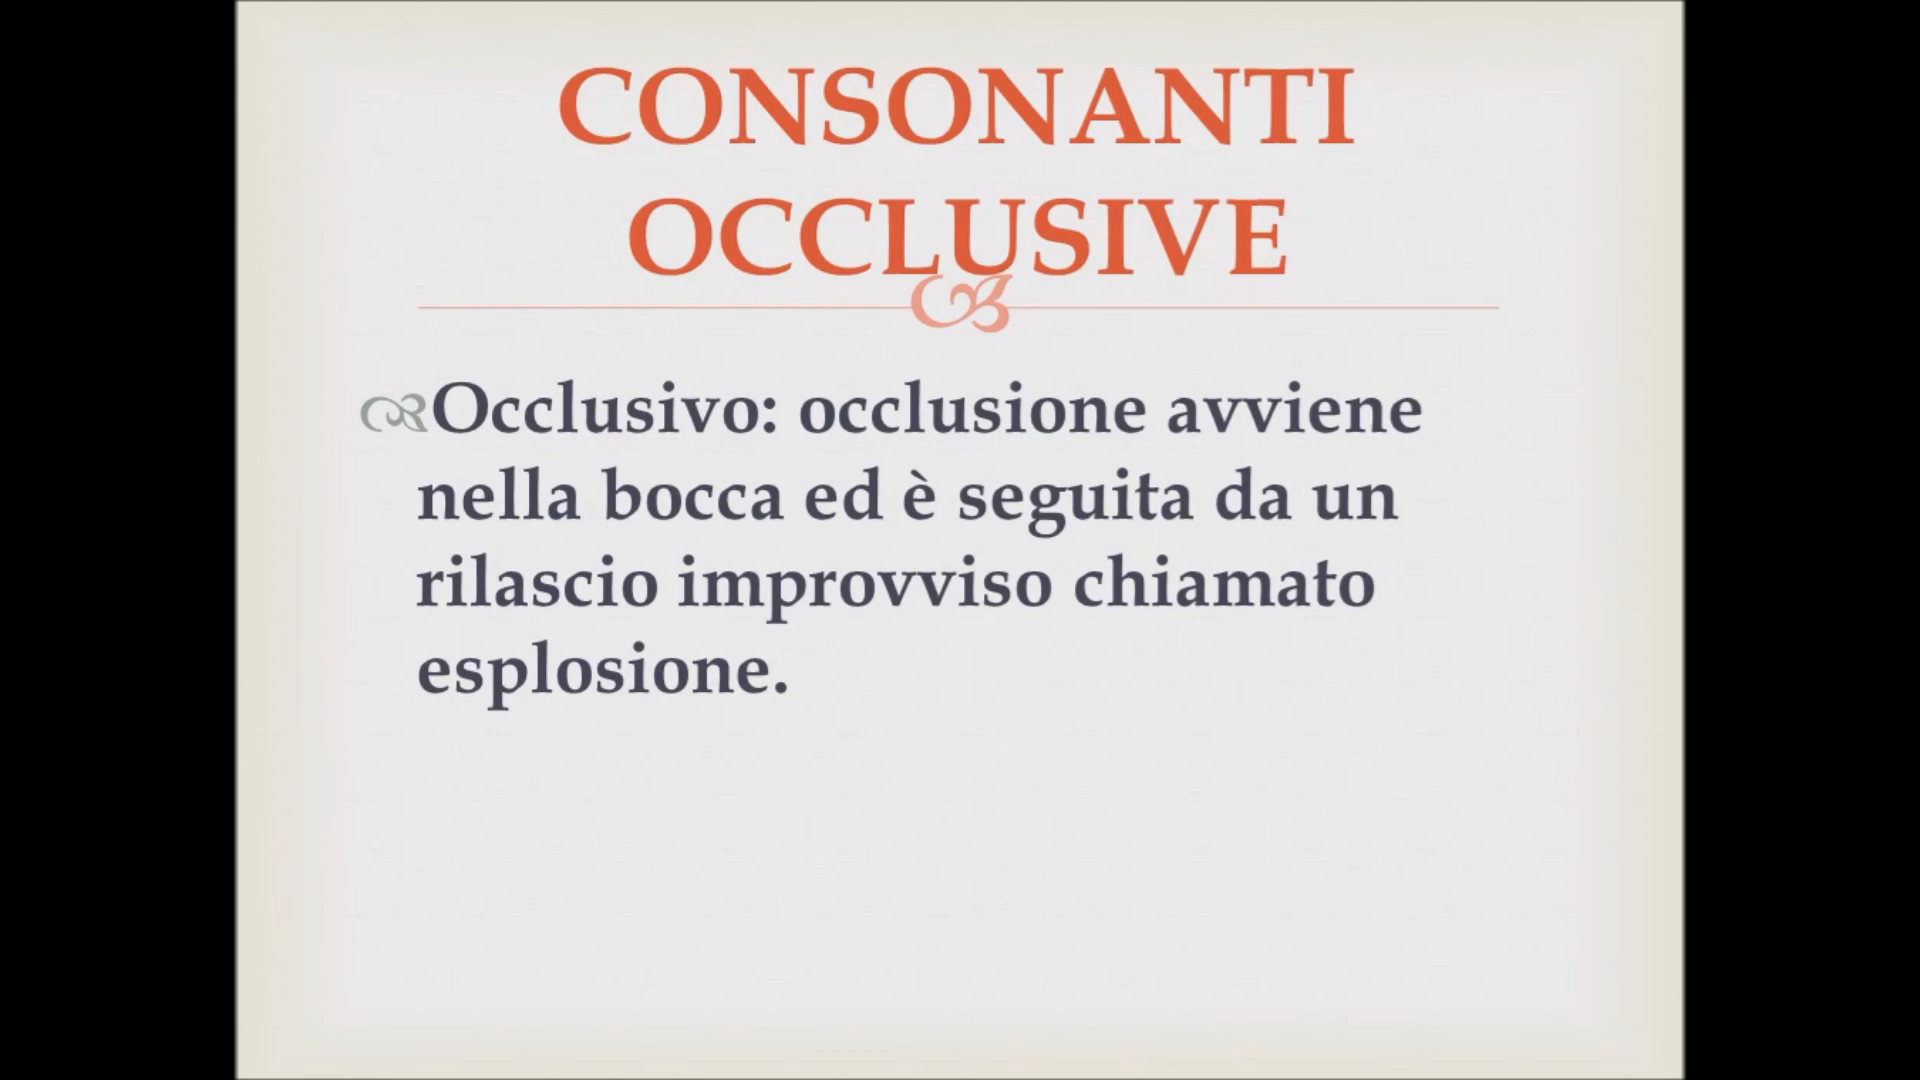 CONSONANTI
OCCLUSIVE
Occlusivo: occlusione avviene
nella bocca ed è seguita da un
rilascio improvviso chiamato
esplosione.